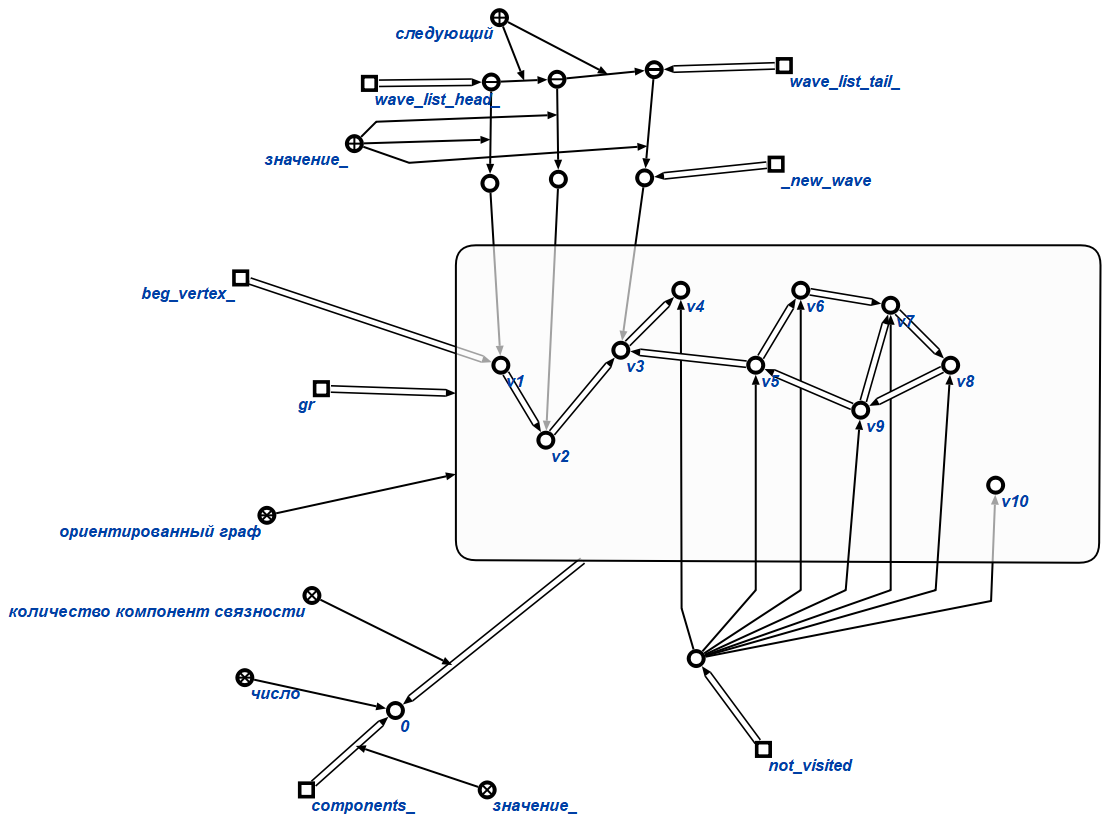 следующий
wave_list_head_
wave_list_tail_
значение_
_new_wave
beg_vertex_
v4
v6
v7
v3
v1
v5
v8
gr
v9
v2
v10
ориентированный граф
количество компонент связности
число
0
not_visited
components_
значение_